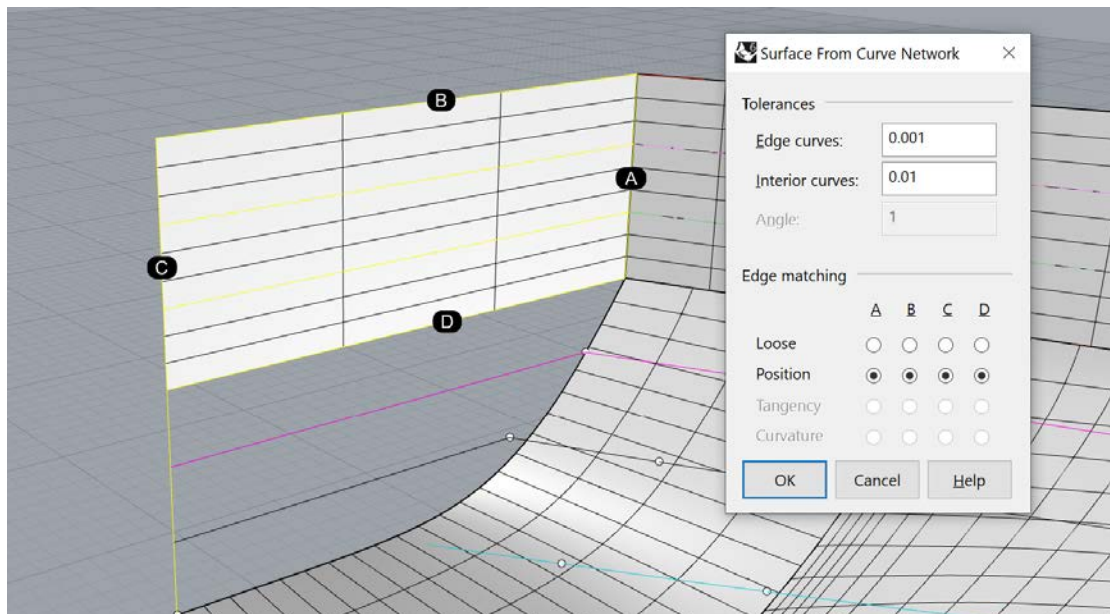 Surface From Curve Network
Tolerances
Edge curves: 0.001
Interior curves: 0.01
Angle: 1
Edge matching
A B C D
Loose
Position
Tangency
Curvature
OK Cancel Help
B
A
C
D